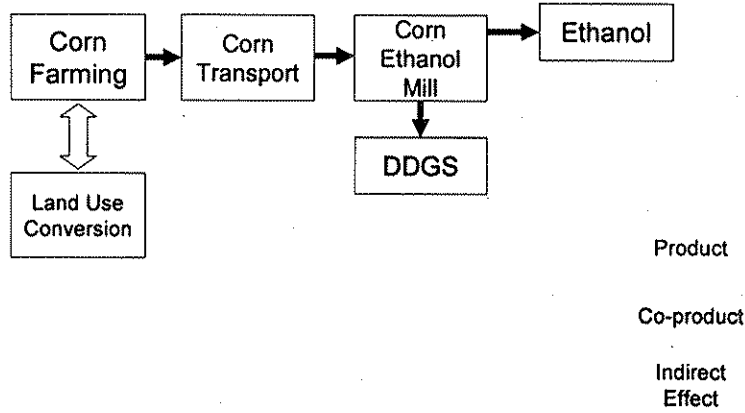 Corn
Farming
Corn
Transport
Corn
Ethanol
Mill
Ethanol
DDGS
Land Use
Conversion
Product
Co-product
Indirect
Effect